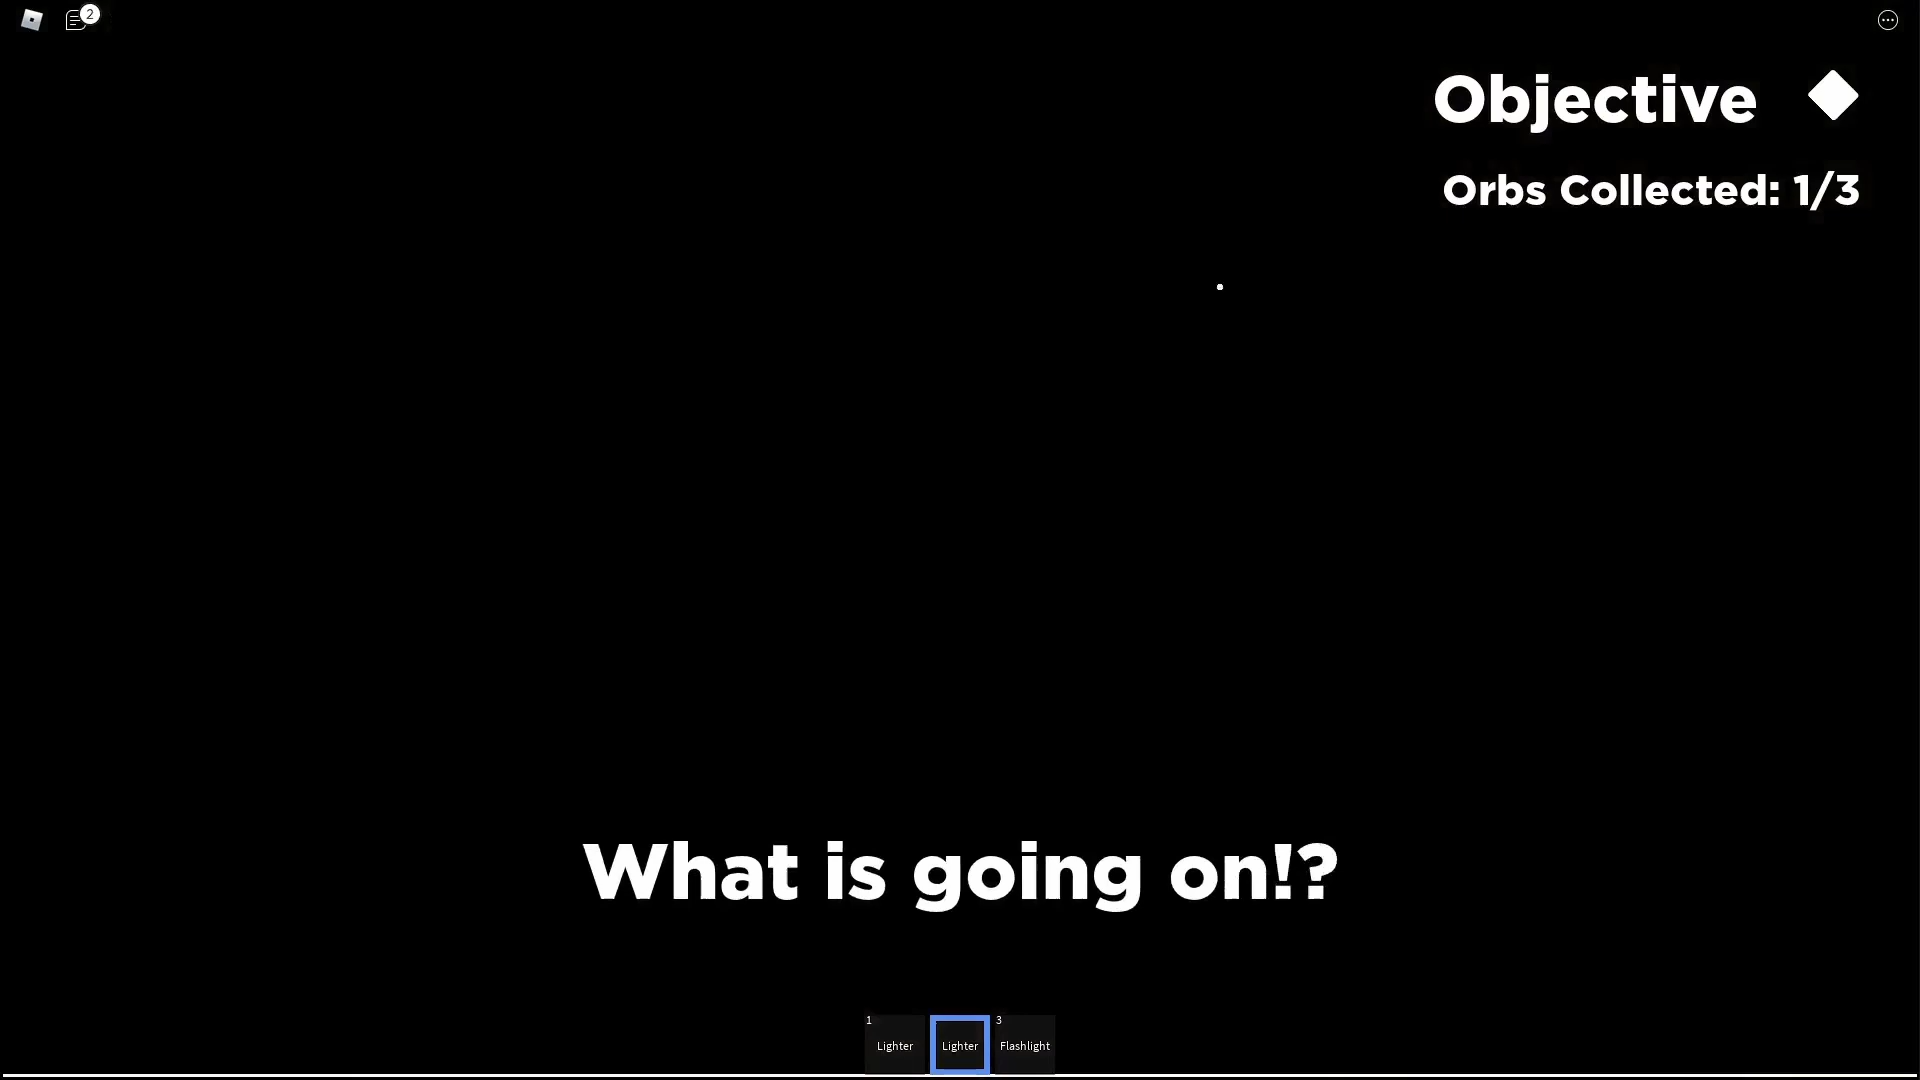 2
Objective
Orbs Collected: 1/3
What is going on!?
1
Lighter
Lighter
3
Flashlight